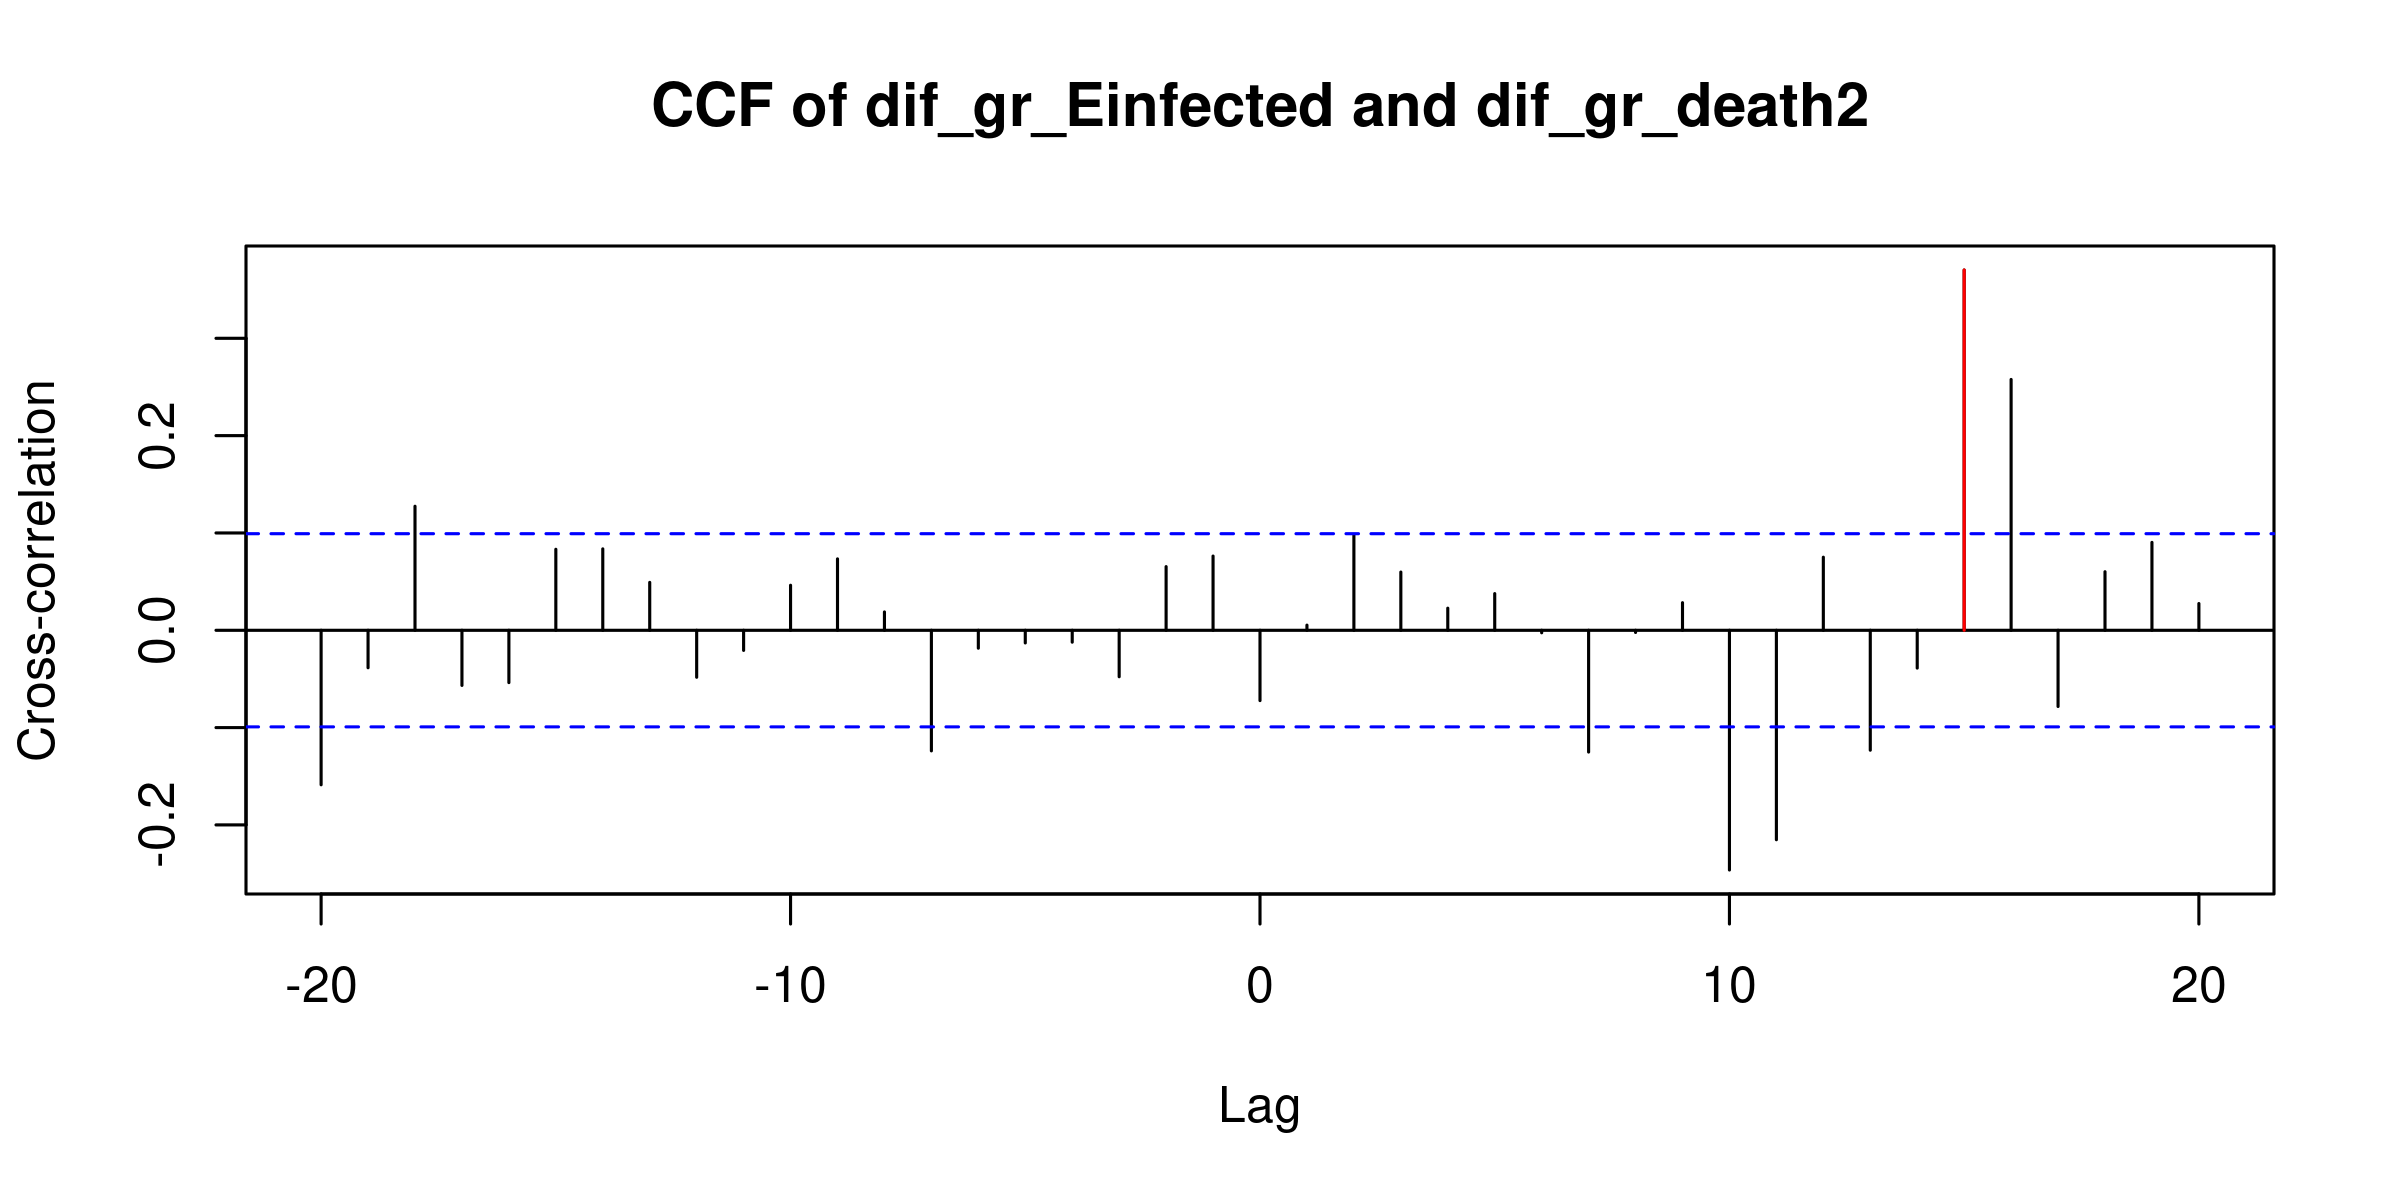 CCF of dif_gr_Einfected and dif_gr_death2
Cross-correlation
0.2
0.0
-0.2
-20 -10 0 10 20
Lag